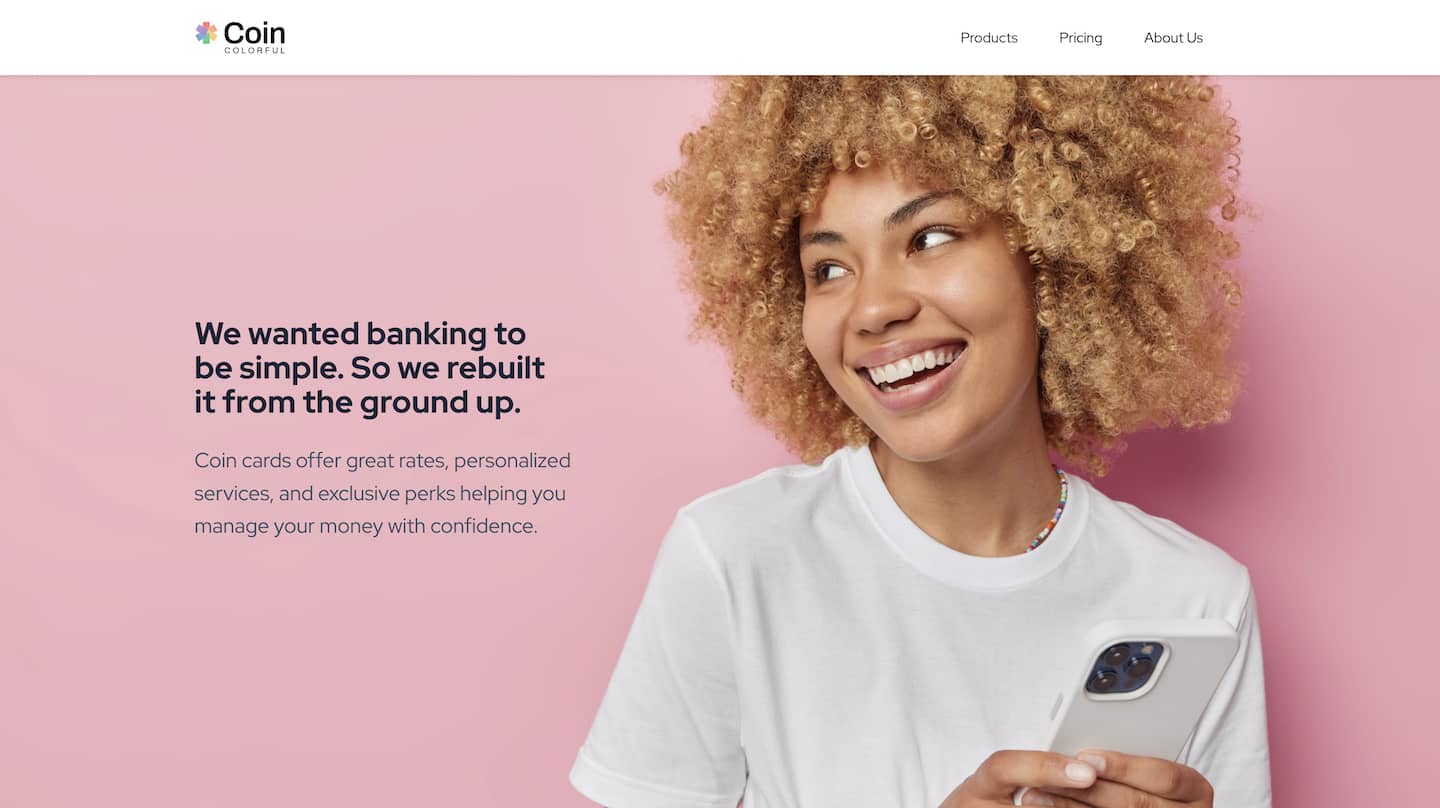 Coin
COLORFUL
Products
Pricing
About Us
We wanted banking to
be simple. So we rebuilt
it from the ground up.
Coin cards offer great rates, personalized
services, and exclusive perks helping you
manage your money with confidence.